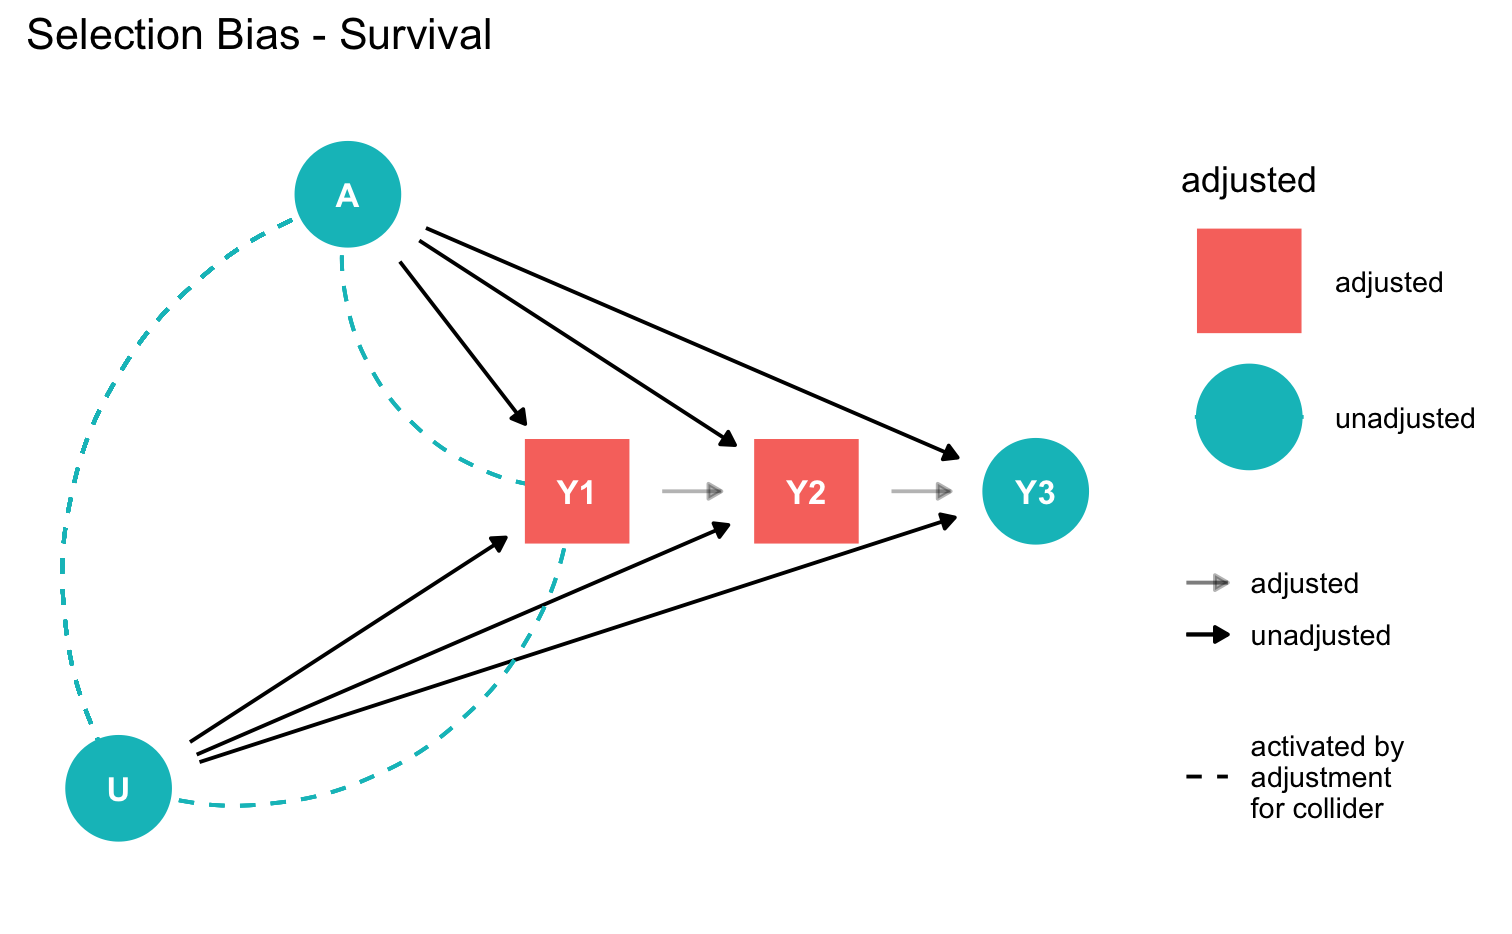 Selection Bias - Survival
A
Y1
Y2
Y3
U
adjusted
adjusted
unadjusted
adjusted
unadjusted
activated by
adjustment
for collider